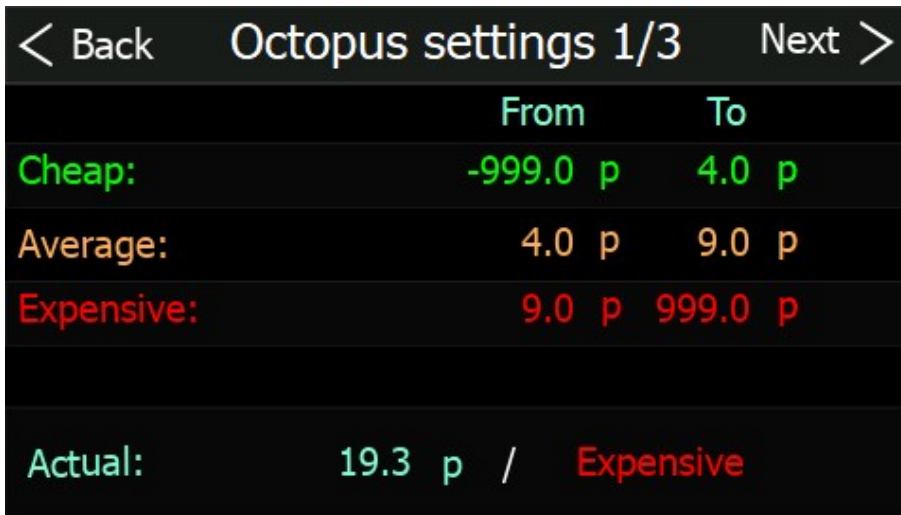 < Back Octopus settings 1/3 Next >
From To
Cheap: -999.0 p 4.0 p
Average: 4.0 p 9.0 p
Expensive: 9.0 p 999.0 p
Actual: 19.3 p / Expensive